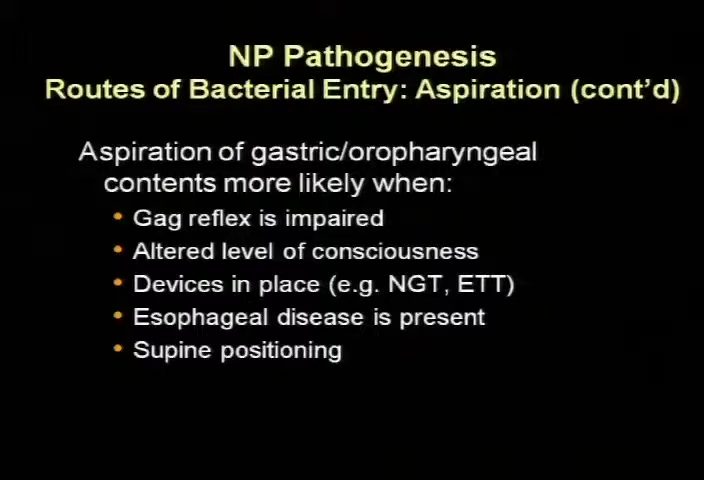 NP Pathogenesis
Routes of Bacterial Entry: Aspiration (cont'd)
Aspiration of gastric/oropharyngeal
contents more likely when:
• Gag reflex is impaired
• Altered level of consciousness
• Devices in place (e.g. NGT, ETT)
• Esophageal disease is present
• Supine positioning